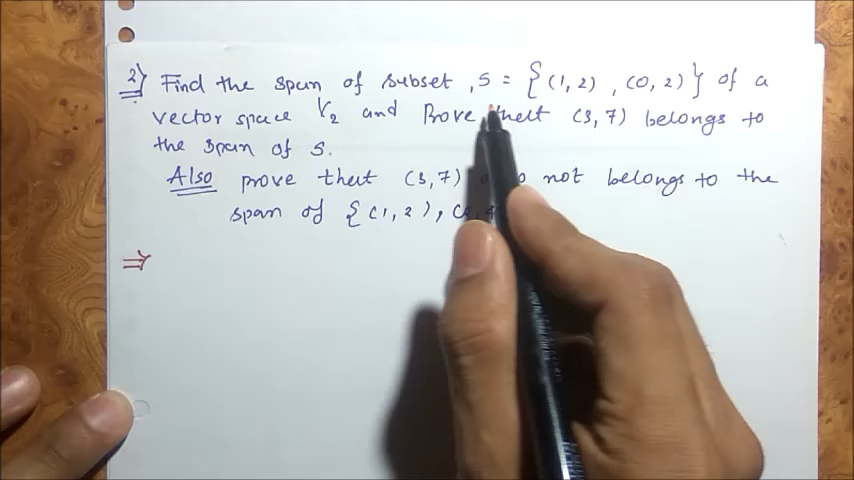 2} Find the span of subset, S = {(1,2), (0,2)} of a
vector space V₂ and Prove that (3,7) belongs to
the span of S.
Also prove that (3,7) do not belongs to the
span of {(1,2),
⇒